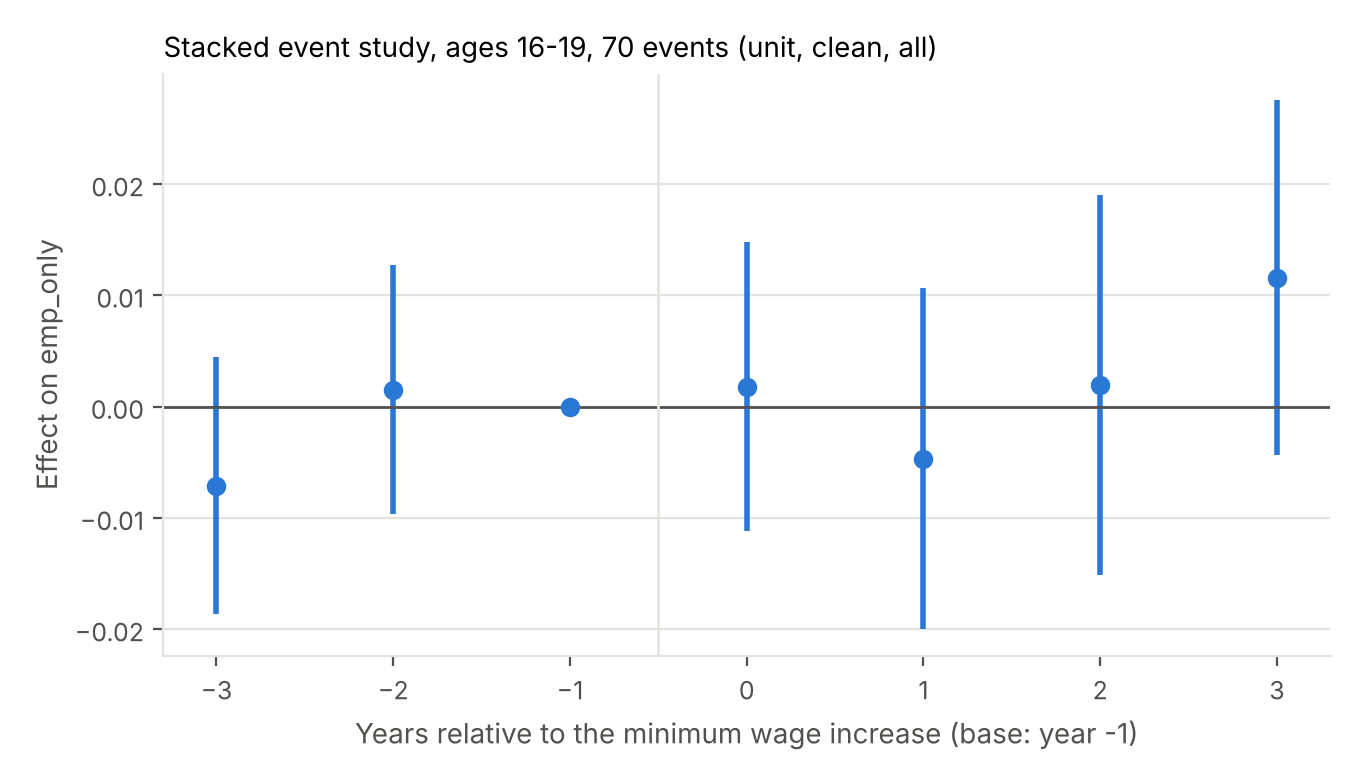 Stacked event study, ages 16-19, 70 events (unit, clean, all)
Effect on emp_only
0.02
0.01
0.00
−0.01
−0.02
−3 −2 −1 0 1 2 3
Years relative to the minimum wage increase (base: year -1)